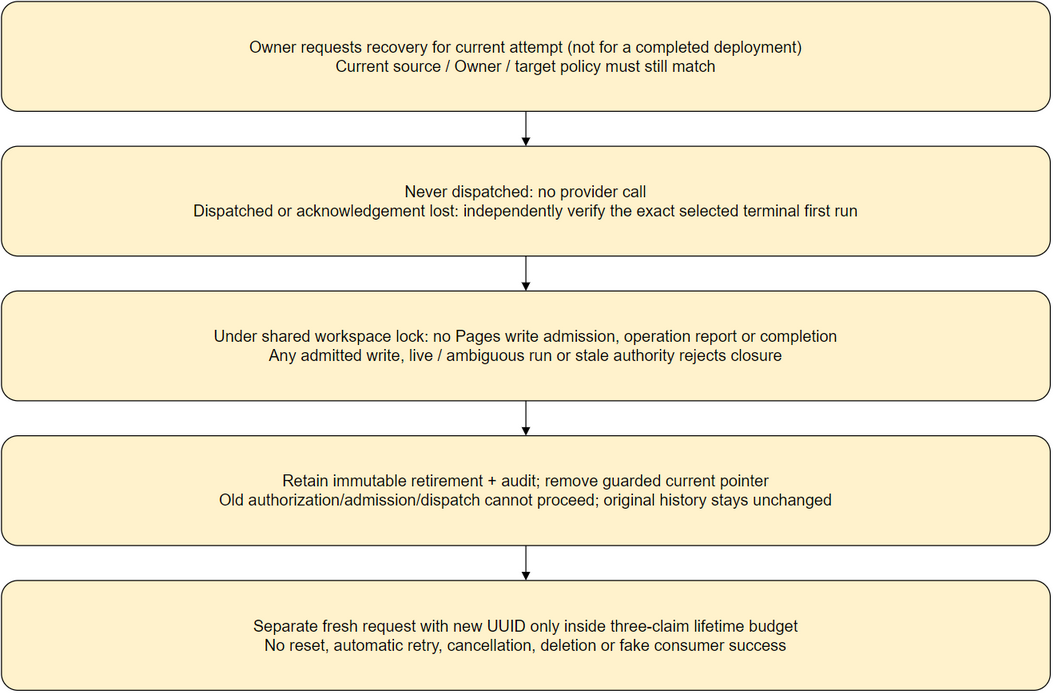 Owner requests recovery for current attempt (not for a completed deployment)
Current source / Owner / target policy must still match
Never dispatched: no provider call
Dispatched or acknowledgement lost: independently verify the exact selected terminal first run
Under shared workspace lock: no Pages write admission, operation report or completion
Any admitted write, live / ambiguous run or stale authority rejects closure
Retain immutable retirement + audit; remove guarded current pointer
Old authorization/admission/dispatch cannot proceed; original history stays unchanged
Separate fresh request with new UUID only inside three-claim lifetime budget
No reset, automatic retry, cancellation, deletion or fake consumer success